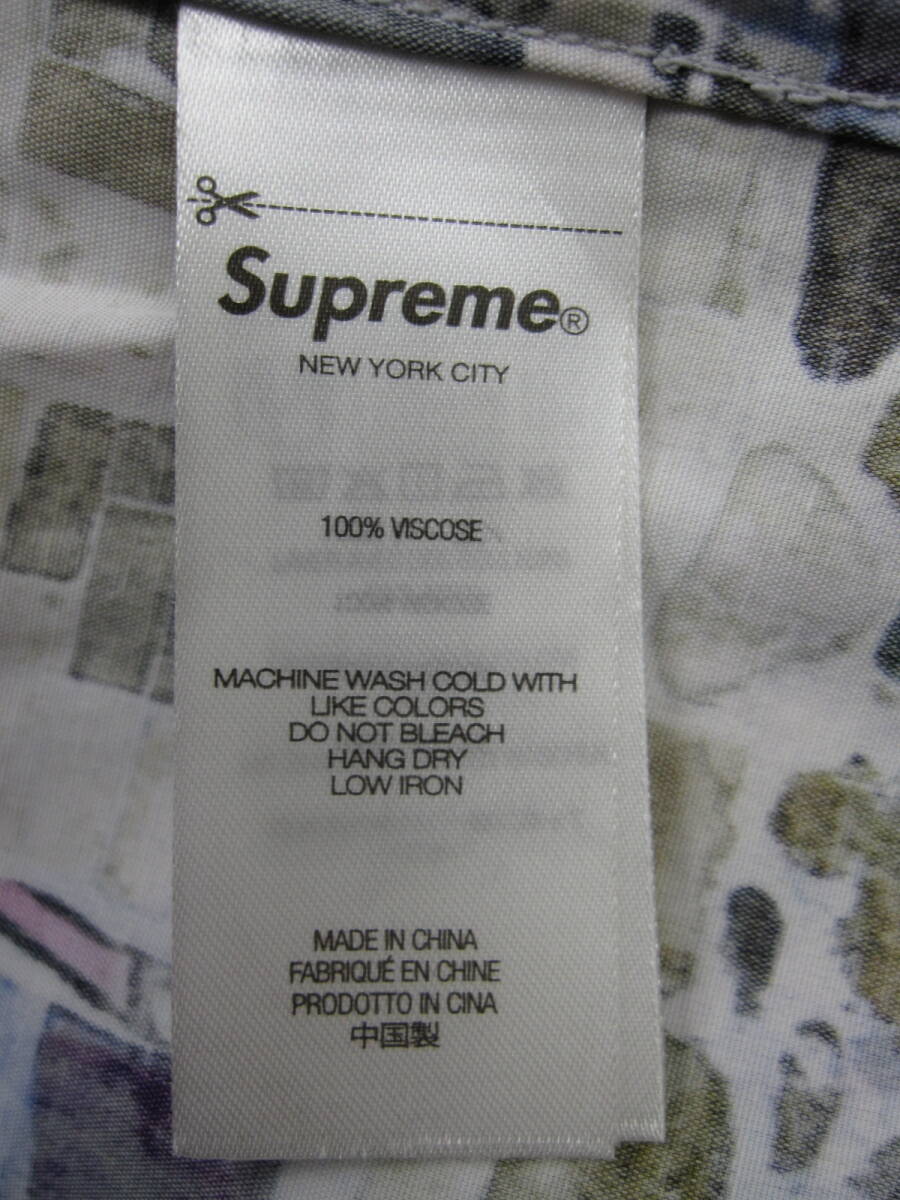 Supreme®
NEW YORK CITY
100% VISCOSE
MACHINE WASH COLD WITH
LIKE COLORS
DO NOT BLEACH
HANG DRY
LOW IRON
MADE IN CHINA
FABRIQUÉ EN CHINE
PRODOTTO IN CINA
中国製